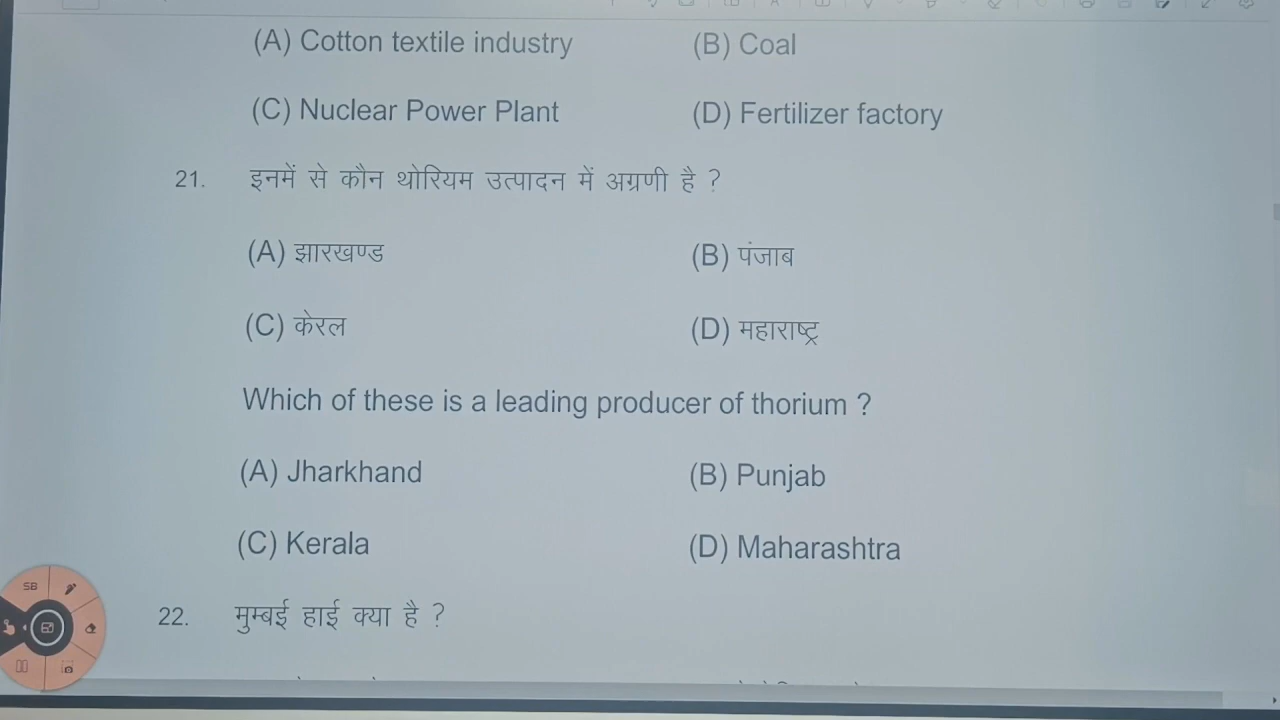 (A) Cotton textile industry (B) Coal
(C) Nuclear Power Plant (D) Fertilizer factory
21. इनमें से कौन थोरियम उत्पादन में अग्रणी है ?
(A) झारखण्ड (B) पंजाब
(C) केरल (D) महाराष्ट्र
Which of these is a leading producer of thorium ?
(A) Jharkhand (B) Punjab
(C) Kerala (D) Maharashtra
22. मुम्बई हाई क्या है ?
SB